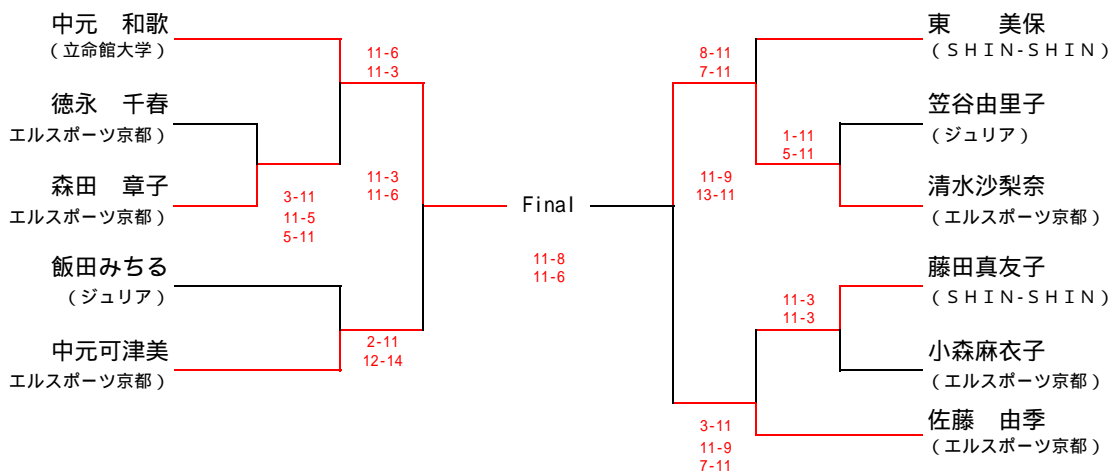 中元　和歌
(立命館大学)
徳永　千春
エルスポーツ京都)
森田　章子
エルスポーツ京都)
飯田みちる
(ジュリア)
中元可津美
エルスポーツ京都)
11-6
11-3
3-11
11-5
5-11
11-3
11-6
2-11
12-14
Final
11-8
11-6
8-11
7-11
1-11
5-11
11-9
13-11
11-3
11-3
3-11
11-9
7-11
東　　美保
(ＳＨＩＮ-ＳＨＩＮ)
笠谷由里子
(ジュリア)
清水沙梨奈
(エルスポーツ京都)
藤田真友子
(ＳＨＩＮ-ＳＨＩＮ)
小森麻衣子
(エルスポーツ京都)
佐藤　由季
(エルスポーツ京都)